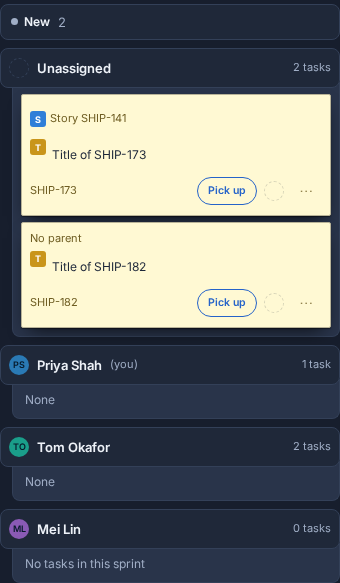 New 2
Unassigned 2 tasks
S Story SHIP-141
T Title of SHIP-173
SHIP-173 Pick up ...
No parent
T Title of SHIP-182
SHIP-182 Pick up ...
PS Priya Shah (you) 1 task
None
TO Tom Okafor 2 tasks
None
ML Mei Lin 0 tasks
No tasks in this sprint